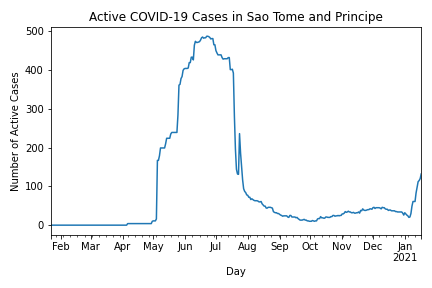 Active COVID-19 Cases in Sao Tome and Principe
Number of Active Cases
500
400
300
200
100
0
Feb Mar Apr May Jun Jul Aug Sep Oct Nov Dec Jan
2021
Day